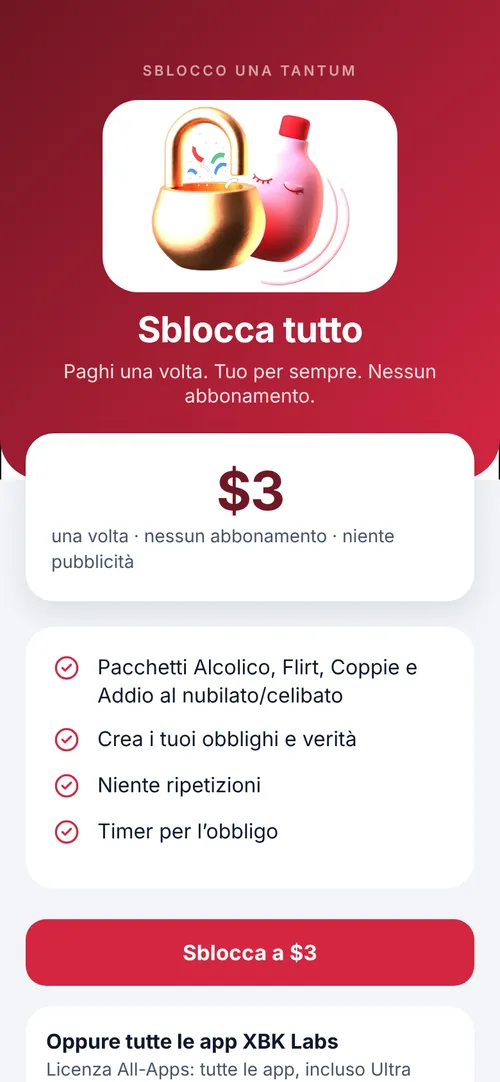 SBLOCCO UNA TANTUM
Sblocca tutto
Paghi una volta. Tuo per sempre. Nessun
abbonamento.
$3
una volta · nessun abbonamento · niente
pubblicità
Pacchetti Alcolico, Flirt, Coppie e
Addio al nubilato/celibato
Crea i tuoi obblighi e verità
Niente ripetizioni
Timer per l’obbligo
Sblocca a $3
Oppure tutte le app XBK Labs
Licenza All-Apps: tutte le app, incluso Ultra